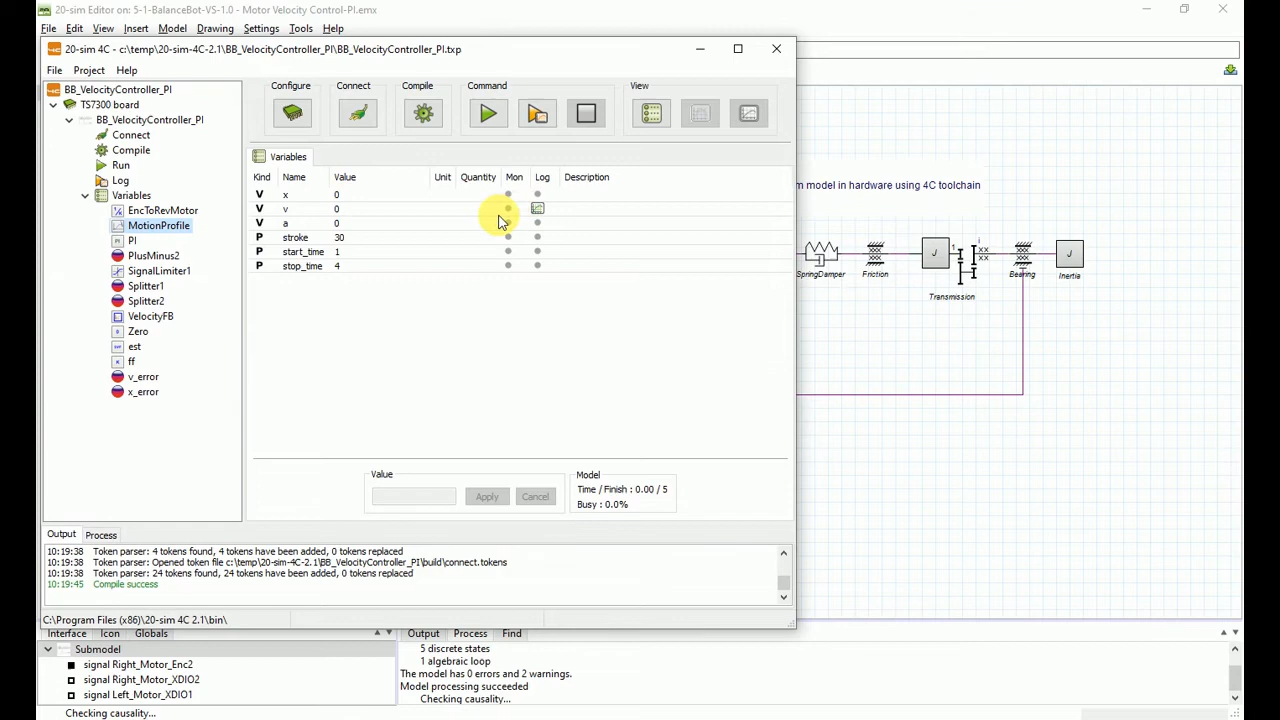 20-sim Editor on: 5-1-BalanceBot-VS-1.0 - Motor Velocity Control-PI.emx
File Edit View Insert Model Drawing Settings Tools Help
20-sim 4C - c:\temp\20-sim-4C-2.1\BB_VelocityController_PI\BB_VelocityController_PI.txp
File Project Help
Configure Connect Compile Command View
BB_VelocityController_PI
TS7300 board
BB_VelocityController_PI
Connect
Compile
Run
Log
Variables
EncToRevMotor
MotionProfile
PI
PlusMinus2
SignalLimiter1
Splitter1
Splitter2
VelocityFB
Zero
est
ff
v_error
x_error
Variables
Kind Name Value Unit Quantity Mon Log Description
V x 0
V v 0
V a 0
P stroke 30
P start_time 1
P stop_time 4
Value
Apply Cancel
Model
Time / Finish : 0.00 / 5
Busy : 0.0%
m model in hardware using 4C toolchain
SpringDamper
Friction
J
1
Transmission
Bearing
J
Inertia
Output Process
10:19:38 Token parser: 4 tokens found, 4 tokens have been added, 0 tokens replaced
10:19:38 Token parser: Opened token file c:\temp\20-sim-4C-2.1\BB_VelocityController_PI\build\connect.tokens
10:19:38 Token parser: 24 tokens found, 24 tokens have been added, 0 tokens replaced
10:19:45 Compile success
C:\Program Files (x86)\20-sim 4C 2.1\bin\
Interface Icon Globals
Submodel
signal Right_Motor_Enc2
signal Right_Motor_XDIO2
signal Left_Motor_XDIO1
Output Process Find
5 discrete states
1 algebraic loop
The model has 0 errors and 2 warnings.
Model processing succeeded
Checking causality...
Checking causality...